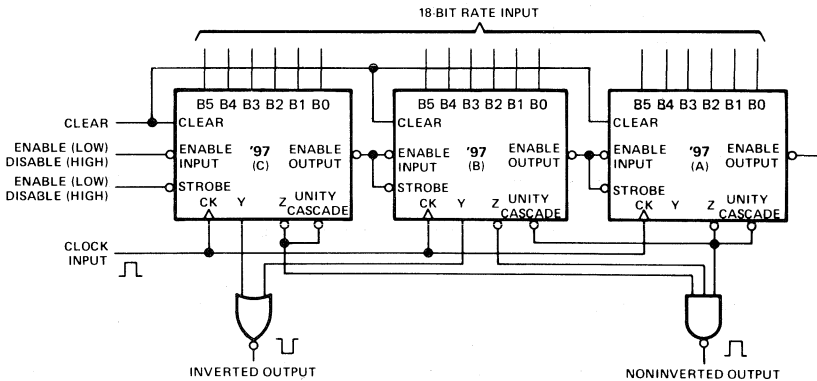 18-BIT RATE INPUT
B5 B4 B3 B2 B1 B0
B5 B4 B3 B2 B1 B0
B5 B4 B3 B2 B1 B0
CLEAR
CLEAR
CLEAR
CLEAR
ENABLE (LOW)
DISABLE (HIGH)
ENABLE
INPUT
'97
(C)
ENABLE
OUTPUT
ENABLE
INPUT
'97
(B)
ENABLE
OUTPUT
ENABLE
INPUT
'97
(A)
ENABLE
OUTPUT
ENABLE (LOW)
DISABLE (HIGH)
STROBE
STROBE
STROBE
CK Y Z UNITY
CASCADE
CK Y Z UNITY
CASCADE
CK Y Z UNITY
CASCADE
CLOCK
INPUT
INVERTED OUTPUT
NONINVERTED OUTPUT